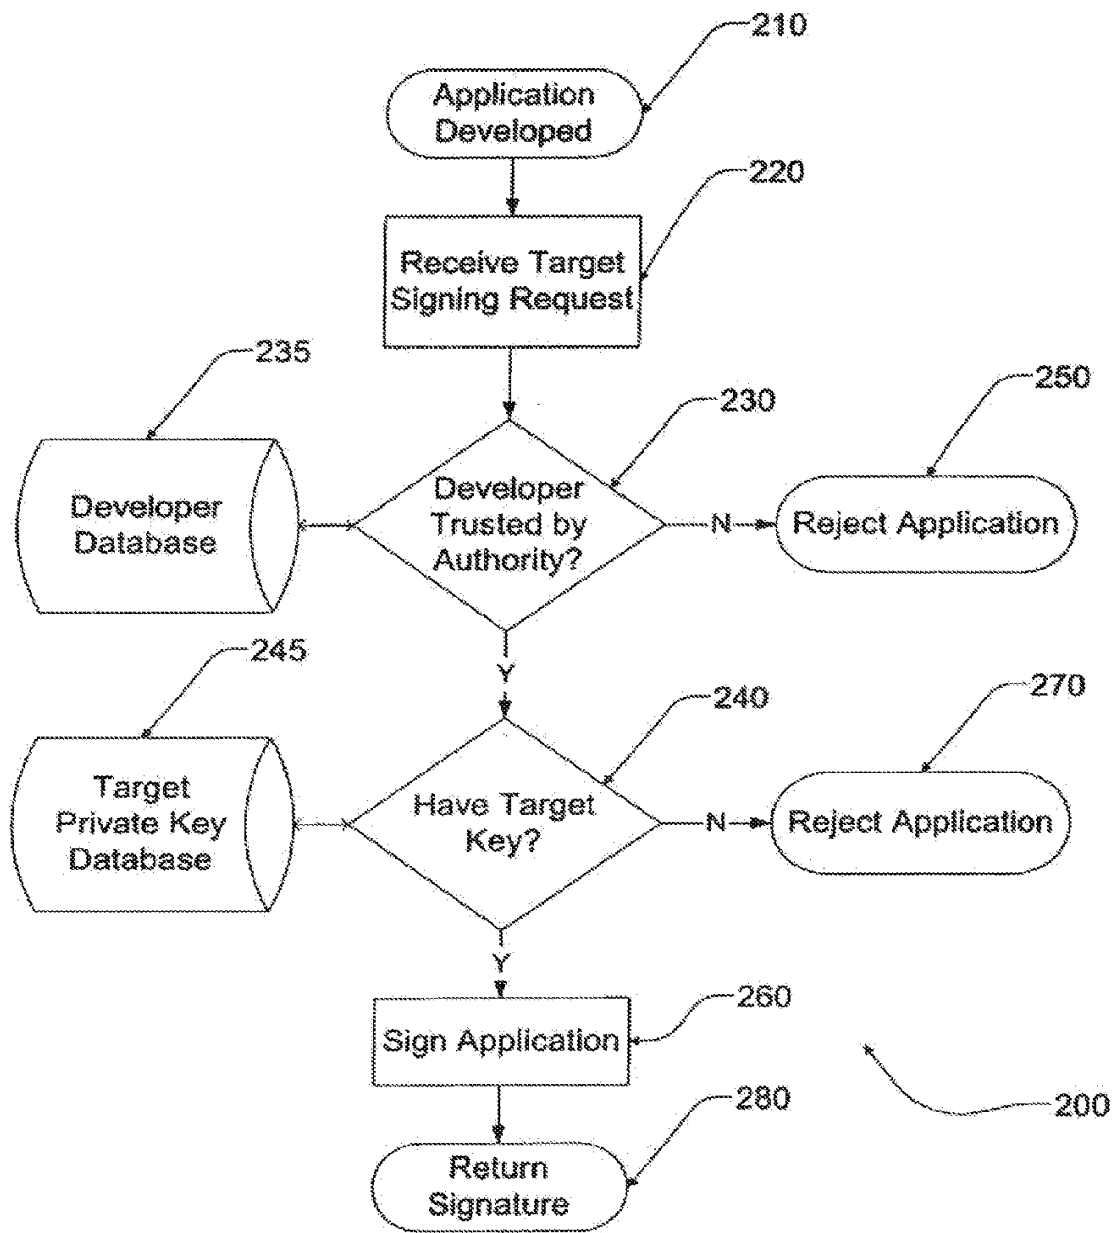 210
Application
Developed
220
Receive Target
Signing Request
235
230
250
Developer
Database
Developer
Trusted by
Authority?
N
Reject Application
Y
245
240
270
Target
Private Key
Database
Have Target
Key?
N
Reject Application
Y
260
Sign Application
280
200
Return
Signature